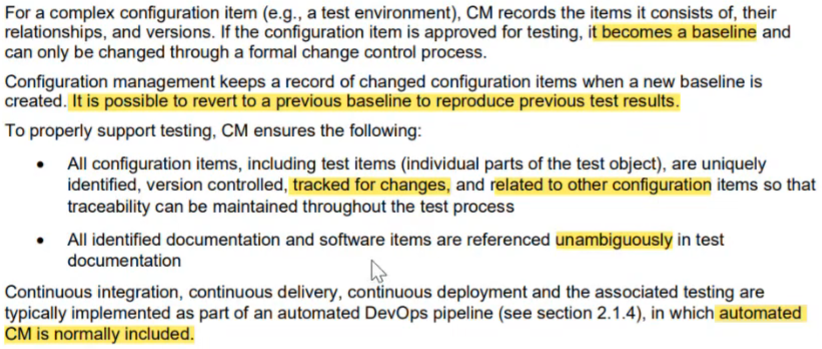 For a complex configuration item (e.g., a test environment), CM records the items it consists of, their
relationships, and versions. If the configuration item is approved for testing, it becomes a baseline and
can only be changed through a formal change control process.
Configuration management keeps a record of changed configuration items when a new baseline is
created. It is possible to revert to a previous baseline to reproduce previous test results.
To properly support testing, CM ensures the following:
• All configuration items, including test items (individual parts of the test object), are uniquely
identified, version controlled, tracked for changes, and related to other configuration items so that
traceability can be maintained throughout the test process
• All identified documentation and software items are referenced unambiguously in test
documentation
Continuous integration, continuous delivery, continuous deployment and the associated testing are
typically implemented as part of an automated DevOps pipeline (see section 2.1.4), in which automated
CM is normally included.